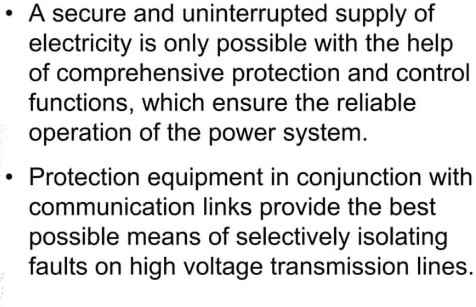 • A secure and uninterrupted supply of
electricity is only possible with the help
of comprehensive protection and control
functions, which ensure the reliable
operation of the power system.
• Protection equipment in conjunction with
communication links provide the best
possible means of selectively isolating
faults on high voltage transmission lines.